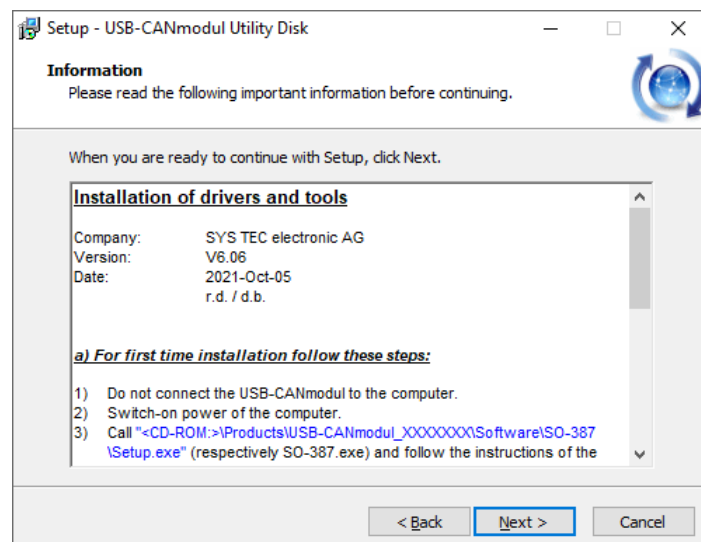 Setup - USB-CANmodul Utility Disk
Information
Please read the following important information before continuing.
When you are ready to continue with Setup, click Next.
Installation of drivers and tools
Company: SYS TEC electronic AG
Version: V6.06
Date: 2021-Oct-05
r.d. / d.b.
a) For first time installation follow these steps:
1) Do not connect the USB-CANmodul to the computer.
2) Switch-on power of the computer.
3) Call "<CD-ROM:>\Products\USB-CANmodul_XXXXXXX\Software\SO-387
\Setup.exe" (respectively SO-387.exe) and follow the instructions of the
< Back Next > Cancel